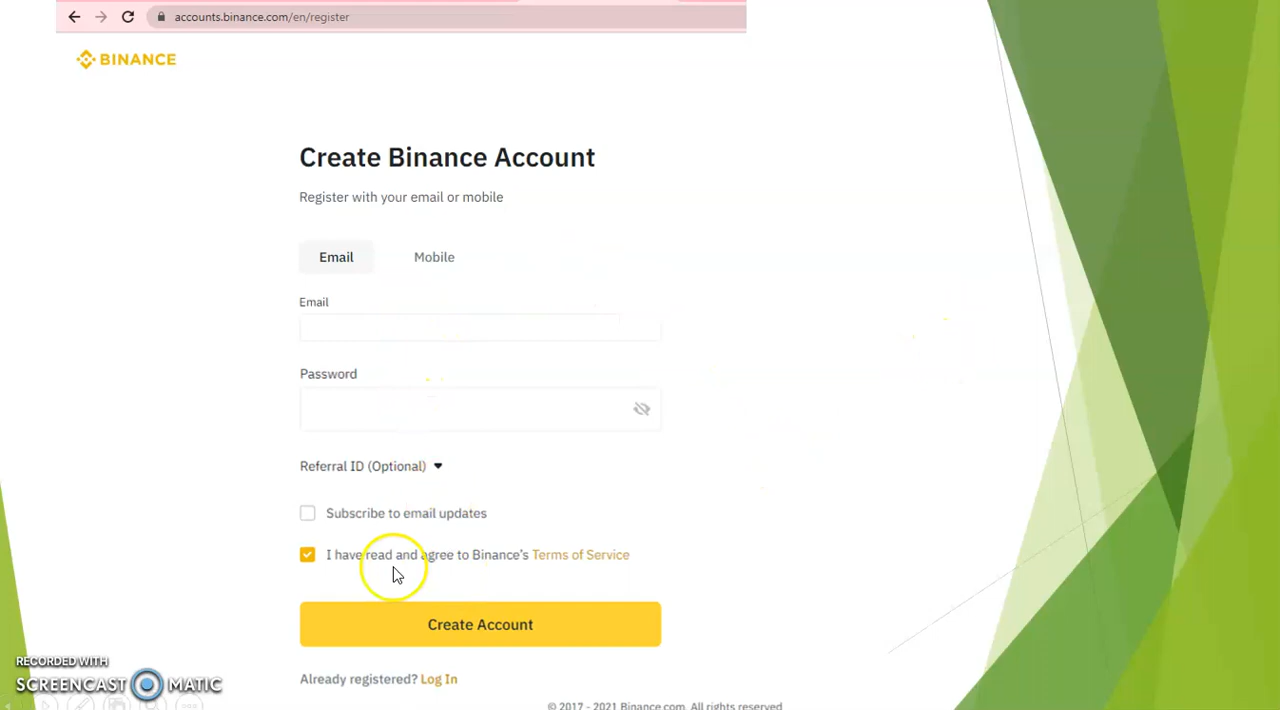 accounts.binance.com/en/register
BINANCE
Create Binance Account
Register with your email or mobile
Email Mobile
Email
Password
Referral ID (Optional)
Subscribe to email updates
I have read and agree to Binance's Terms of Service
Create Account
Already registered? Log In
© 2017 - 2021 Binance.com. All rights reserved
RECORDED WITH
SCREENCAST MATIC